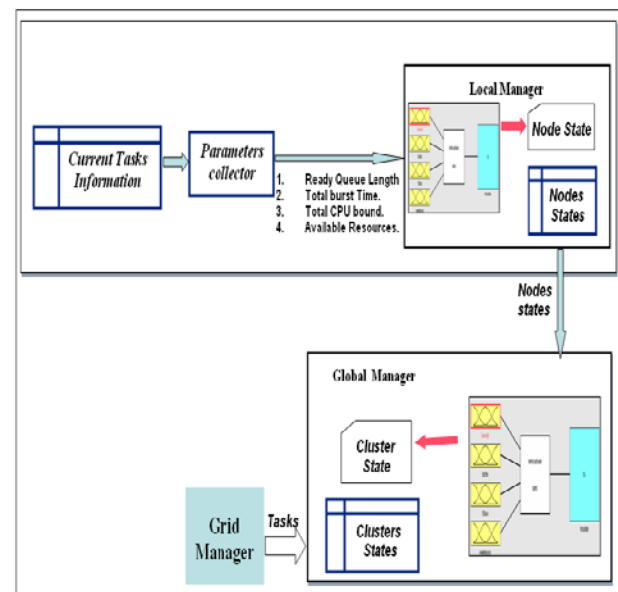 Local Manager
Node State
Current Tasks
Information
Parameters
collector
1. Ready Queue Length
2. Total burst Time.
3. Total CPU bound.
4. Available Resources.
Nodes
States
Nodes
states
Global Manager
Cluster
State
Clusters
States
Grid
Manager
Tasks